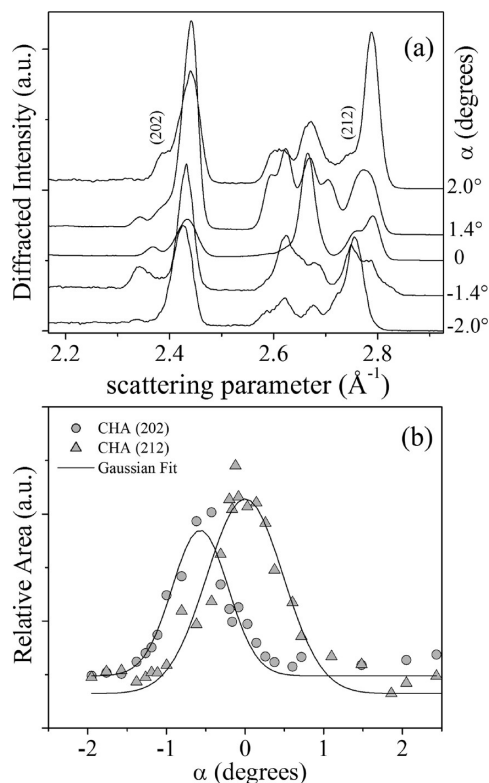 (a)
Diffracted Intensity (a.u.)
α (degrees)
(202)
(212)
2.0°
1.4°
0
-1.4°
-2.0°
2.2 2.4 2.6 2.8
scattering parameter (Å-1)
(b)
CHA (202)
CHA (212)
Gaussian Fit
Relative Area (a.u.)
-2 -1 0 1 2
α (degrees)